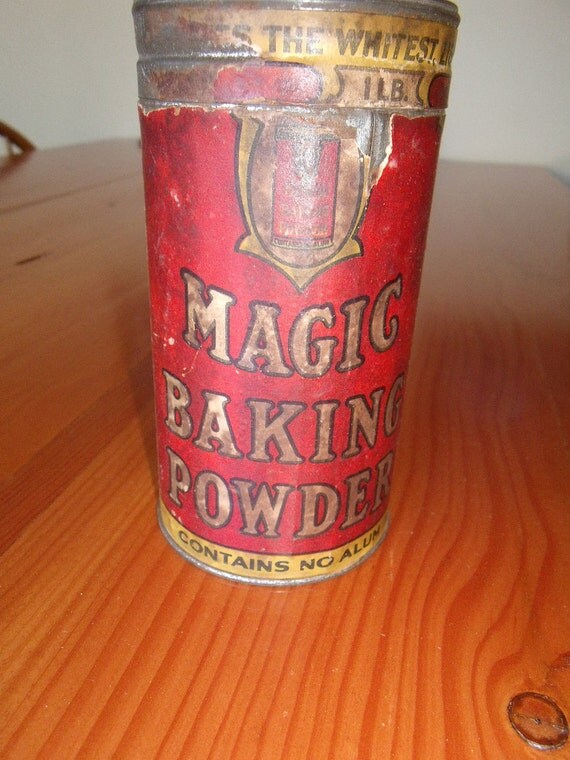 THE WHITEST,
1 LB.
MAGIC
BAKING
POWDER
CONTAINS NO ALUM